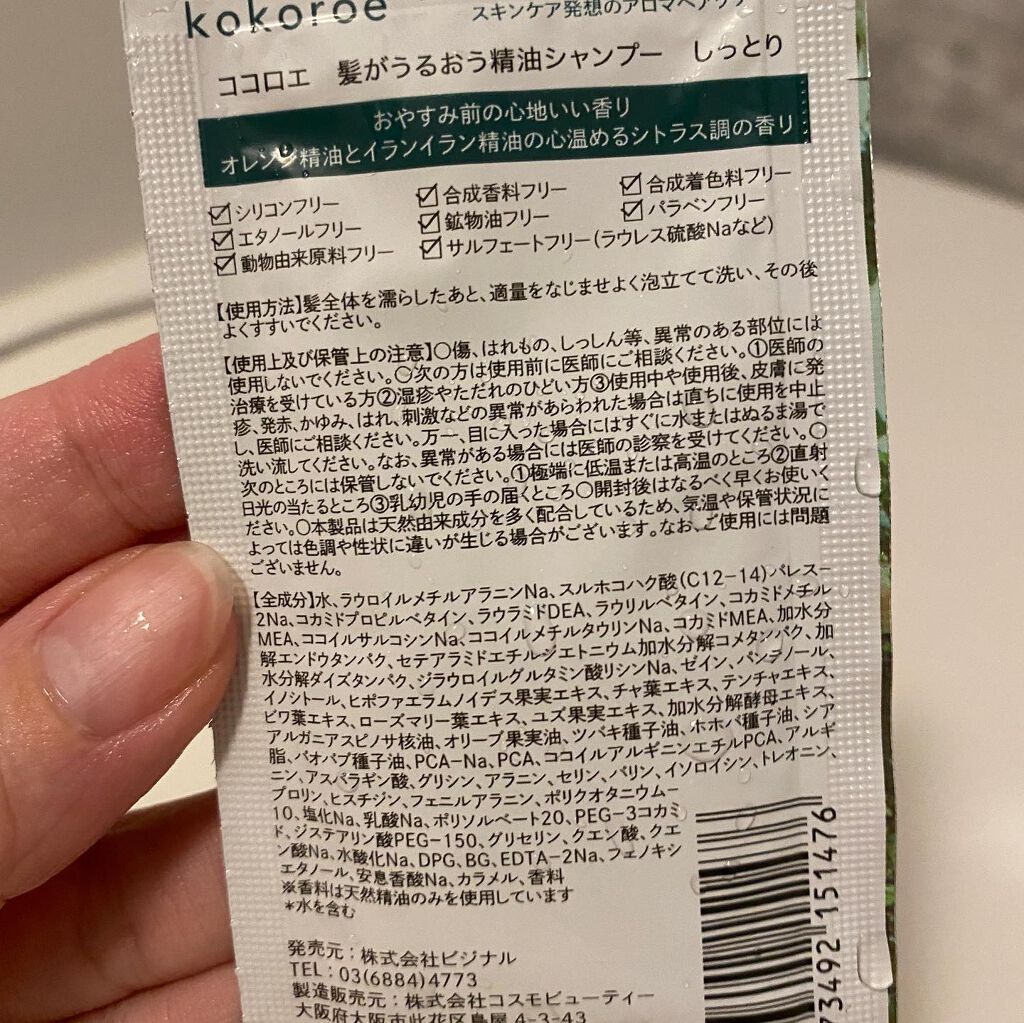 kokoroe
スキンケア発想のアロマヘアケア
ココロエ 髪がうるおう精油シャンプー しっとり
おやすみ前の心地いい香り
オレンジ精油とイランイラン精油の心温めるシトラス調の香り
☑シリコンフリー ☑合成香料フリー ☑合成着色料フリー
☑エタノールフリー ☑鉱物油フリー ☑パラベンフリー
☑動物由来原料フリー ☑サルフェートフリー(ラウレス硫酸Naなど)
【使用方法】髪全体を濡らしたあと、適量をなじませよく泡立てて洗い、その後
よくすすいでください。
【使用上及び保管上の注意】〇傷、はれもの、しっしん等、異常のある部位には
使用しないでください。〇次の方は使用前に医師にご相談ください。①医師の
治療を受けている方②湿疹やただれのひどい方③使用中や使用後、皮膚に発
疹、発赤、かゆみ、はれ、刺激などの異常があらわれた場合は直ちに使用を中止
し、医師にご相談ください。万一、目に入った場合にはすぐに水またはぬるま湯で
洗い流してください。なお、異常がある場合には医師の診察を受けてください。〇
次のところには保管しないでください。①極端に低温または高温のところ②直射
日光の当たるところ③乳幼児の手の届くところ〇開封後はなるべく早くお使いく
ださい。〇本製品は天然由来成分を多く配合しているため、気温や保管状況に
よっては色調や性状に違いが生じる場合がございます。なお、ご使用には問題
ございません。
【全成分】水、ラウロイルメチルアラニンNa、スルホコハク酸(C12-14)パレス-
2Na、コカミドプロピルベタイン、ラウラミドDEA、ラウリルベタイン、コカミドメチル
MEA、ココイルサルコシンNa、ココイルメチルタウリンNa、コカミドMEA、加水分
解エンドウタンパク、セテアラミドエチルジエトニウム加水分解コメタンパク、加
水分解ダイズタンパク、ジラウロイルグルタミン酸リシンNa、ゼイン、パンテノール、
イノシトール、ヒポファエラムノイデス果実エキス、チャ葉エキス、テンチャエキス、
ビワ葉エキス、ローズマリー葉エキス、ユズ果実エキス、加水分解酵母エキス、
アルガニアスピノサ核油、オリーブ果実油、ツバキ種子油、ホホバ種子油、シア
脂、バオバブ種子油、PCA-Na、PCA、ココイルアルギニンエチルPCA、アルギ
ニン、アスパラギン酸、グリシン、アラニン、セリン、バリン、イソロイシン、トレオニン、
プロリン、ヒスチジン、フェニルアラニン、ポリクオタニウム-
10、塩化Na、乳酸Na、ポリソルベート20、PEG-3コカミ
ド、ジステアリン酸PEG-150、グリセリン、クエン酸、クエ
ン酸Na、水酸化Na、DPG、BG、EDTA-2Na、フェノキシ
エタノール、安息香酸Na、カラメル、香料
※香料は天然精油のみを使用しています
*水を含む
発売元:株式会社ビジナル
TEL:03(6884)4773
製造販売元:株式会社コスモビューティー
大阪府大阪市此花区島屋 4-3-43
73492 151476